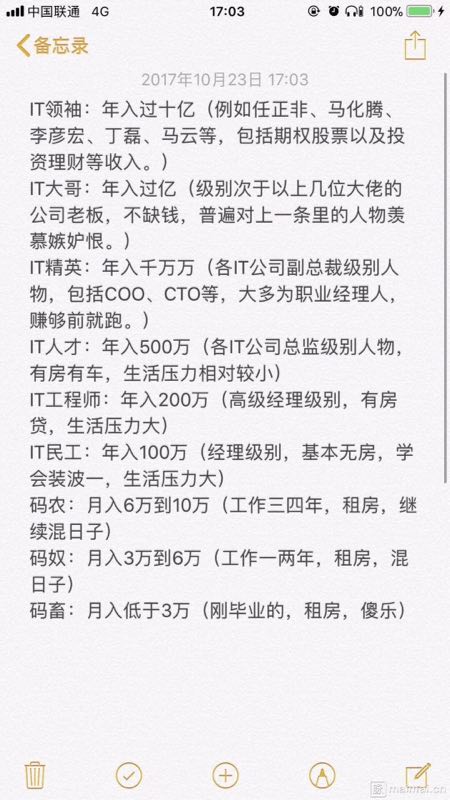 中国联通 4G 17:03 100%
备忘录
2017年10月23日 17:03
IT领袖：年入过十亿（例如任正非、马化腾、
李彦宏、丁磊、马云等，包括期权股票以及投
资理财等收入。）
IT大哥：年入过亿（级别次于以上几位大佬的
公司老板，不缺钱，普遍对上一条里的人物羡
慕嫉妒恨。）
IT精英：年入千万万（各IT公司副总裁级别人
物，包括COO、CTO等，大多为职业经理人，
赚够前就跑。）
IT人才：年入500万（各IT公司总监级别人物，
有房有车，生活压力相对较小）
IT工程师：年入200万（高级经理级别，有房
贷，生活压力大）
IT民工：年入100万（经理级别，基本无房，学
会装波一，生活压力大）
码农：月入6万到10万（工作三四年，租房，继
续混日子）
码奴：月入3万到6万（工作一两年，租房，混
日子）
码畜：月入低于3万（刚毕业的，租房，傻乐）
脉 maimai.cn